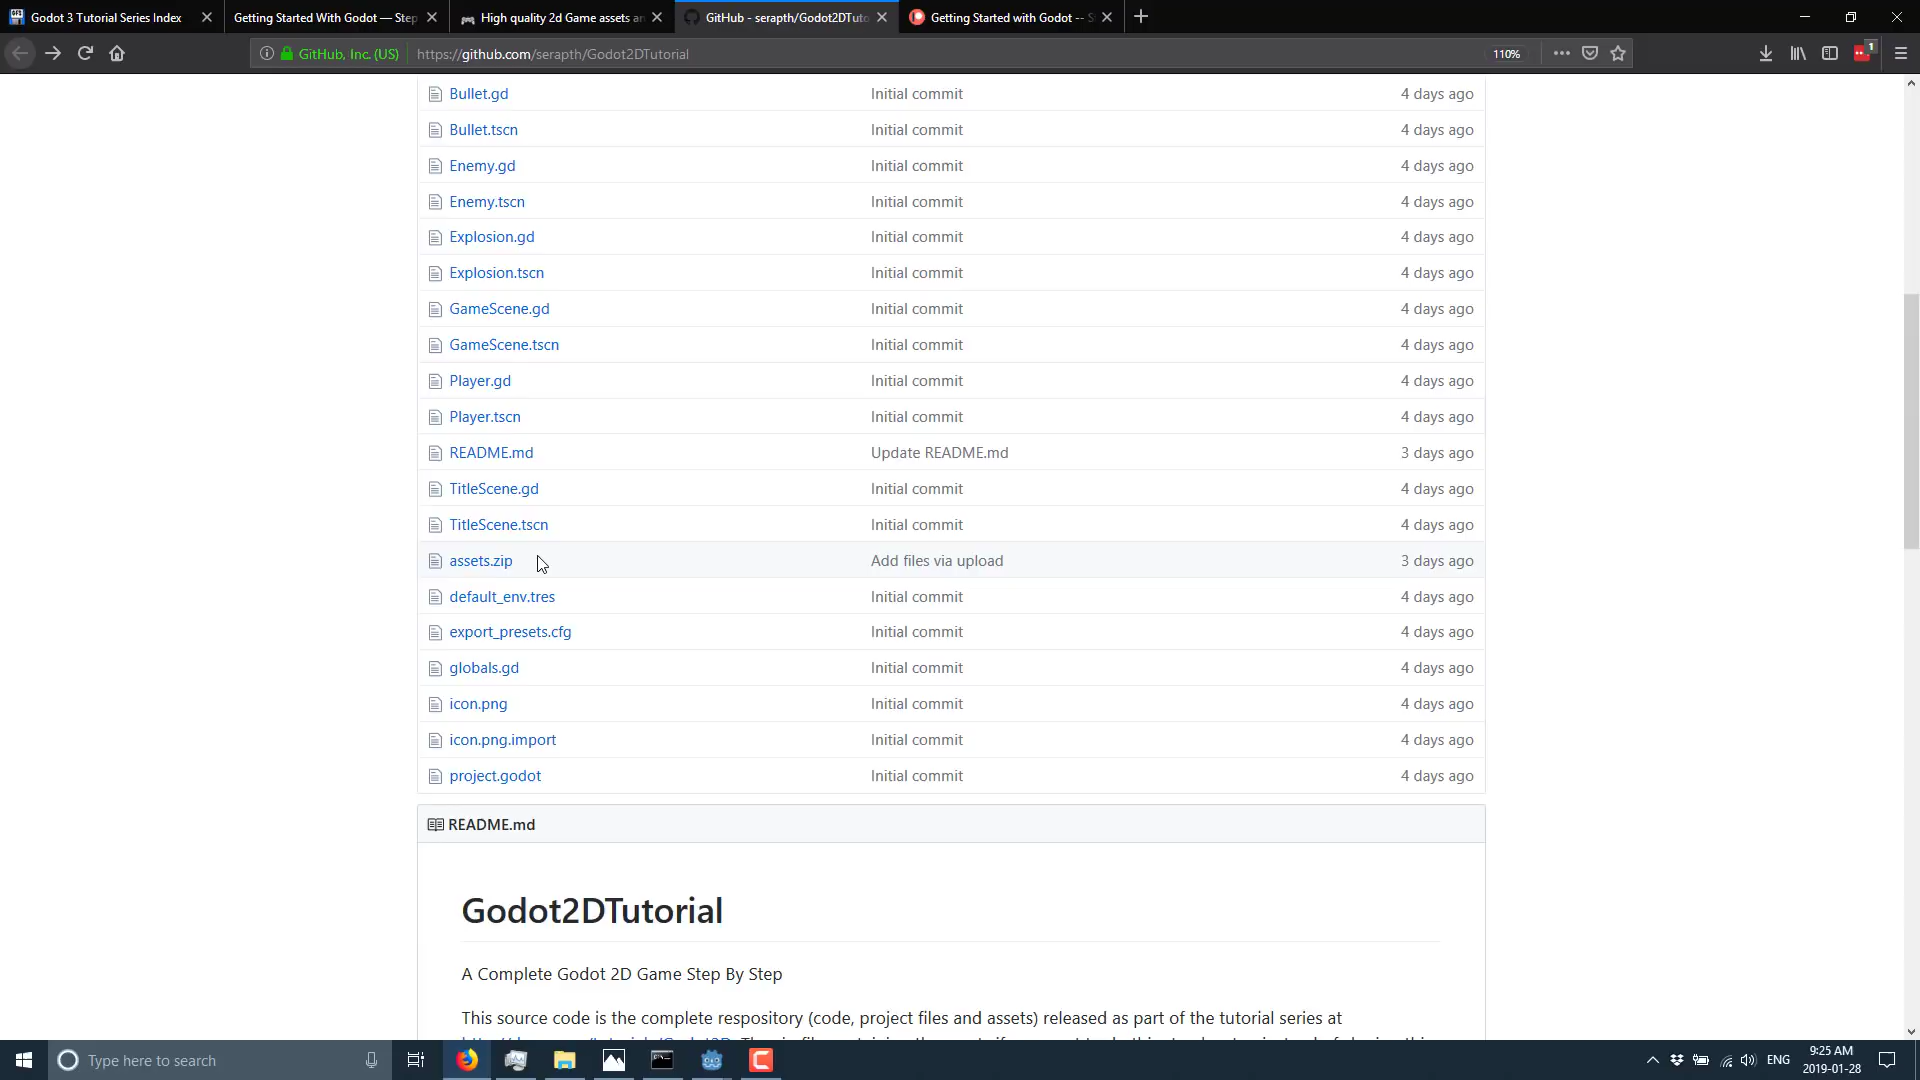 Godot 3 Tutorial Series Index
Getting Started With Godot — Step
High quality 2d Game assets an
GitHub - serapth/Godot2DTuto
Getting Started with Godot -- S
GitHub, Inc. (US)
https://github.com/serapth/Godot2DTutorial
110%
1
Bullet.gd Initial commit 4 days ago
Bullet.tscn Initial commit 4 days ago
Enemy.gd Initial commit 4 days ago
Enemy.tscn Initial commit 4 days ago
Explosion.gd Initial commit 4 days ago
Explosion.tscn Initial commit 4 days ago
GameScene.gd Initial commit 4 days ago
GameScene.tscn Initial commit 4 days ago
Player.gd Initial commit 4 days ago
Player.tscn Initial commit 4 days ago
README.md Update README.md 3 days ago
TitleScene.gd Initial commit 4 days ago
TitleScene.tscn Initial commit 4 days ago
assets.zip Add files via upload 3 days ago
default_env.tres Initial commit 4 days ago
export_presets.cfg Initial commit 4 days ago
globals.gd Initial commit 4 days ago
icon.png Initial commit 4 days ago
icon.png.import Initial commit 4 days ago
project.godot Initial commit 4 days ago
README.md
Godot2DTutorial
A Complete Godot 2D Game Step By Step
This source code is the complete respository (code, project files and assets) released as part of the tutorial series at
Type here to search
ENG
9:25 AM
2019-01-28